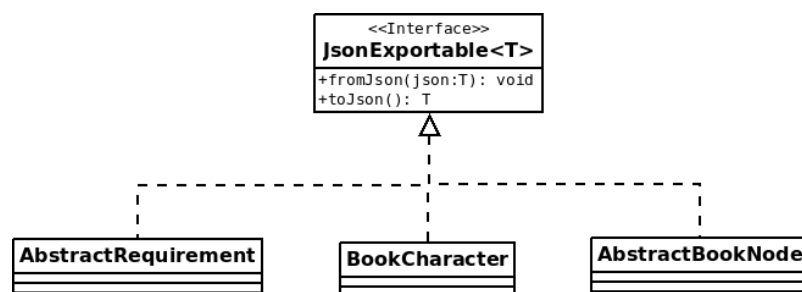 <<Interface>>
JsonExportable<T>
+fromJson(json:T): void
+toJson(): T
AbstractRequirement
BookCharacter
AbstractBookNode